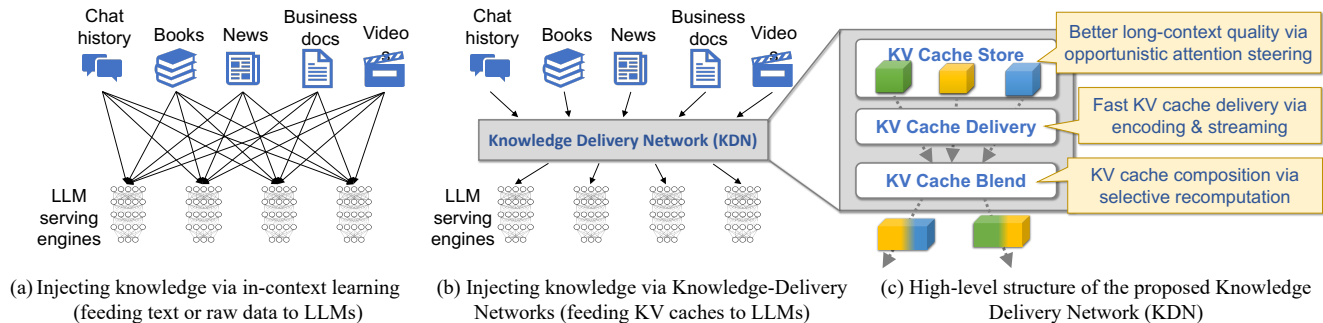 Chat
history
Books
News
Business
docs
Video
s
LLM
serving
engines
(a) Injecting knowledge via in-context learning
(feeding text or raw data to LLMs)
Chat
history
Books
News
Business
docs
Video
s
Knowledge Delivery Network (KDN)
LLM
serving
engines
(b) Injecting knowledge via Knowledge-Delivery
Networks (feeding KV caches to LLMs)
KV Cache Store
Better long-context quality via
opportunistic attention steering
KV Cache Delivery
Fast KV cache delivery via
encoding & streaming
KV Cache Blend
KV cache composition via
selective recomputation
(c) High-level structure of the proposed Knowledge
Delivery Network (KDN)